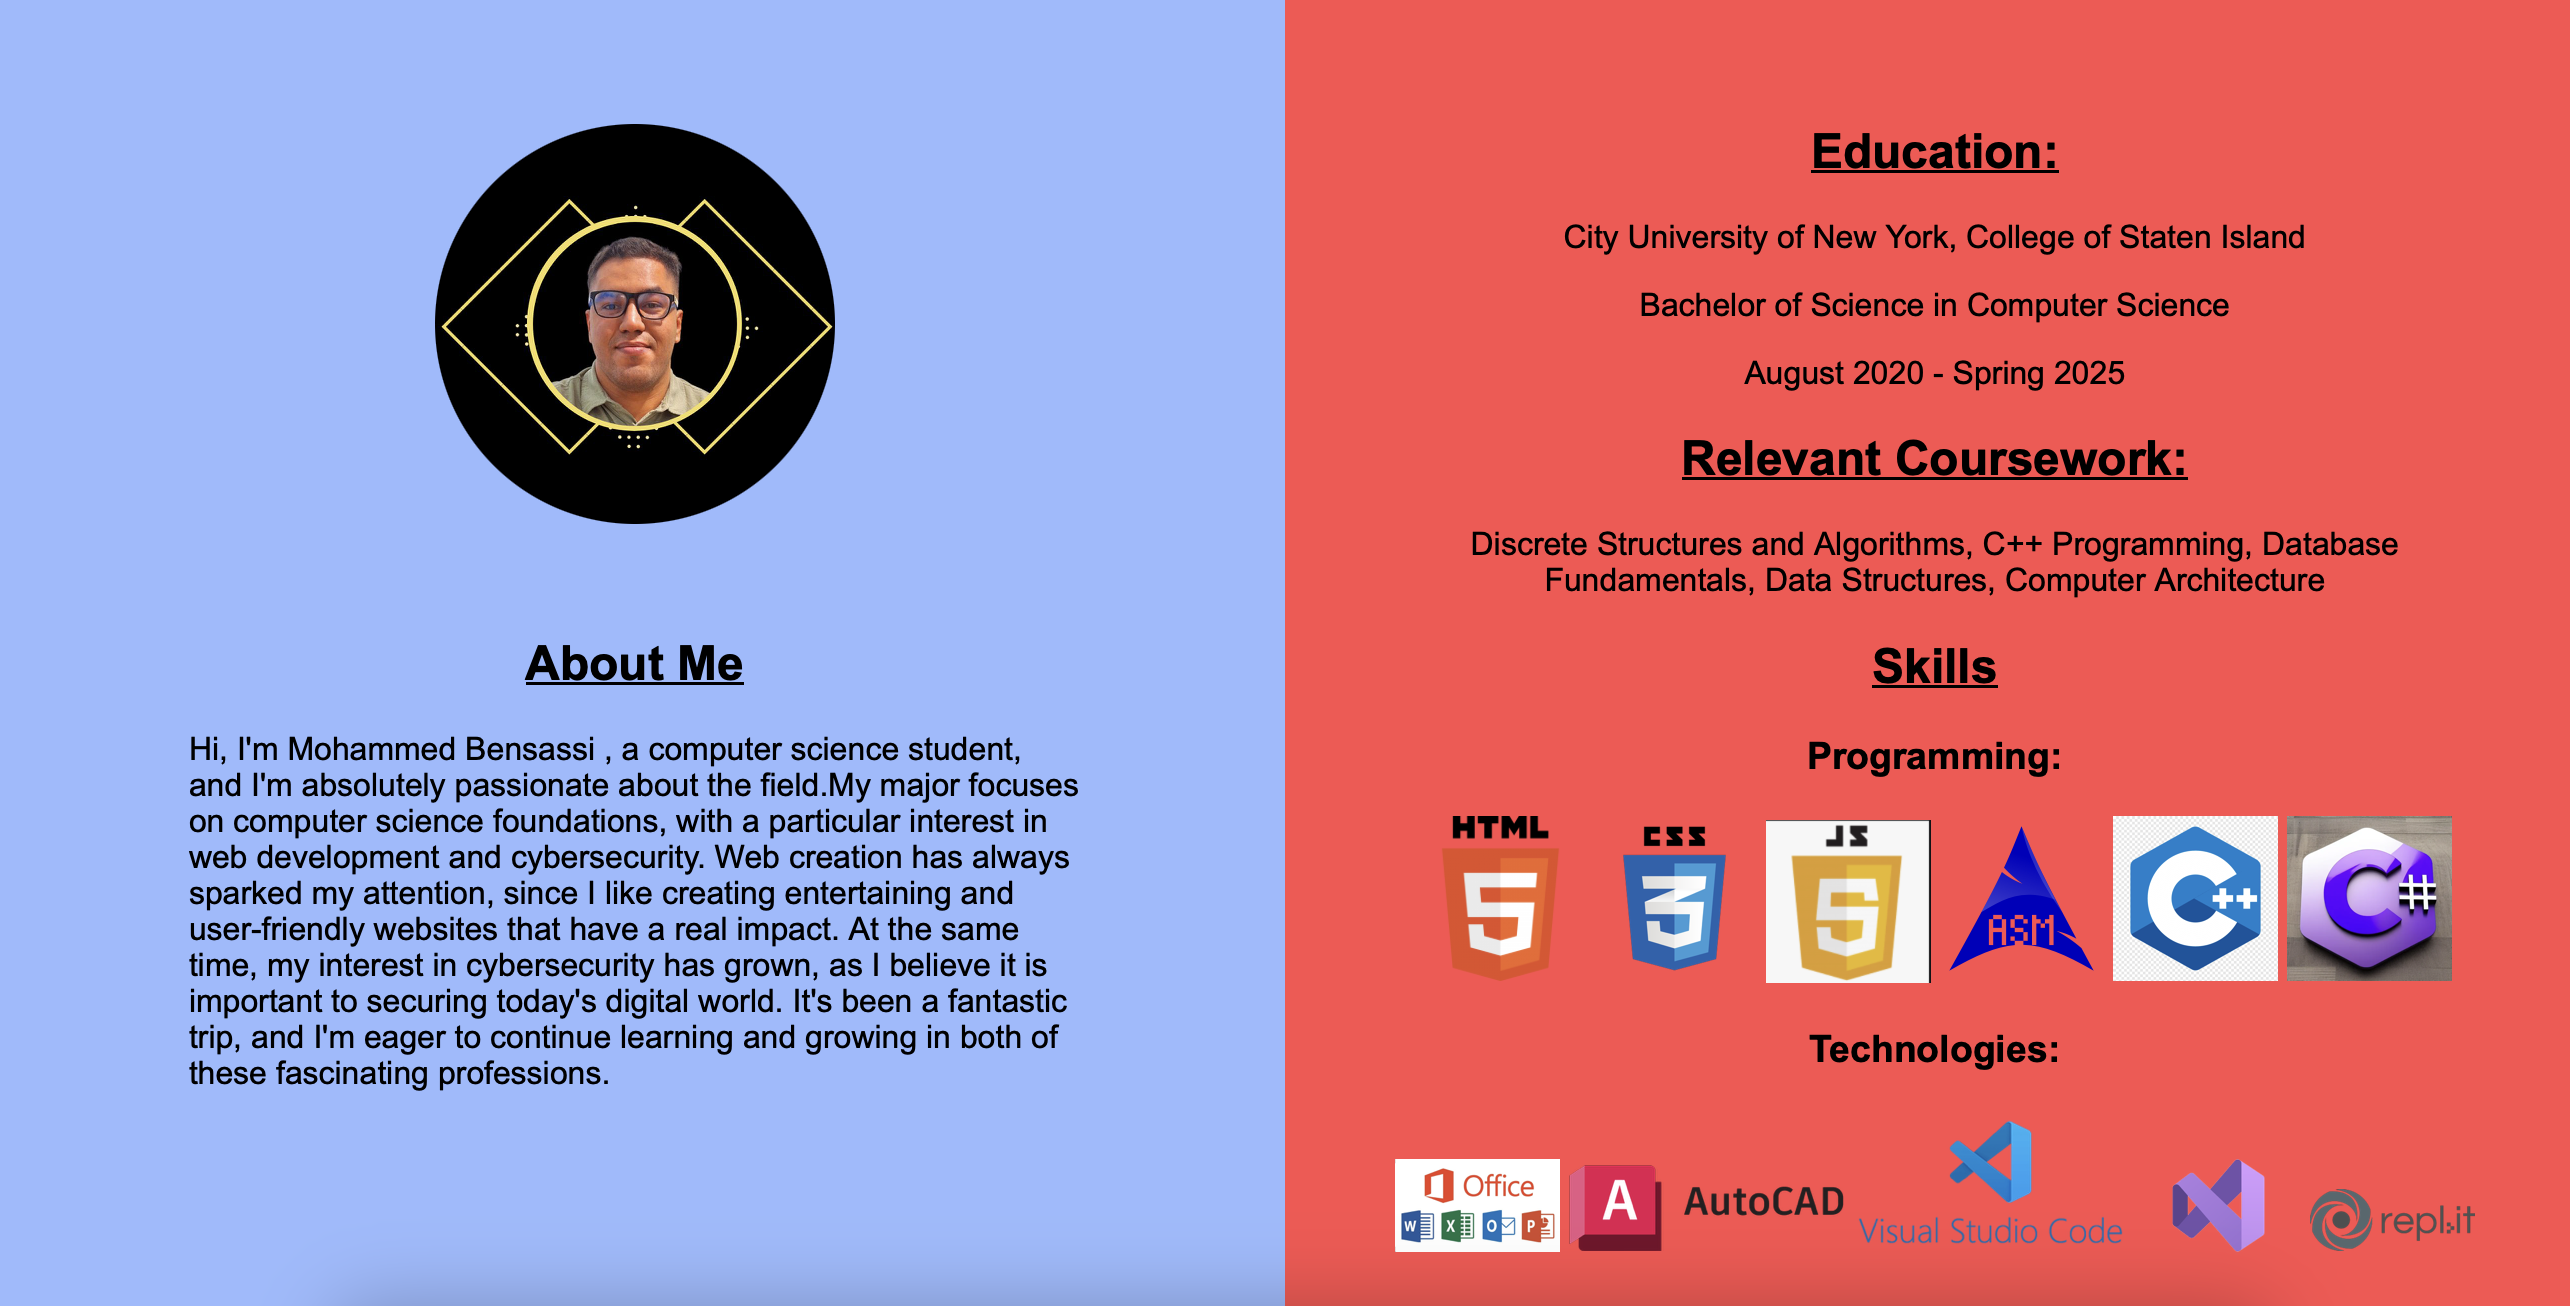 About Me
Hi, I'm Mohammed Bensassi , a computer science student,
and I'm absolutely passionate about the field.My major focuses
on computer science foundations, with a particular interest in
web development and cybersecurity. Web creation has always
sparked my attention, since I like creating entertaining and
user-friendly websites that have a real impact. At the same
time, my interest in cybersecurity has grown, as I believe it is
important to securing today's digital world. It's been a fantastic
trip, and I'm eager to continue learning and growing in both of
these fascinating professions.
Education:
City University of New York, College of Staten Island
Bachelor of Science in Computer Science
August 2020 - Spring 2025
Relevant Coursework:
Discrete Structures and Algorithms, C++ Programming, Database
Fundamentals, Data Structures, Computer Architecture
Skills
Programming:
HTML
5
CSS
3
JS
S
ASM
C++
C#
Technologies:
Office
W X O P
A AutoCAD
Visual Studio Code
repl.it